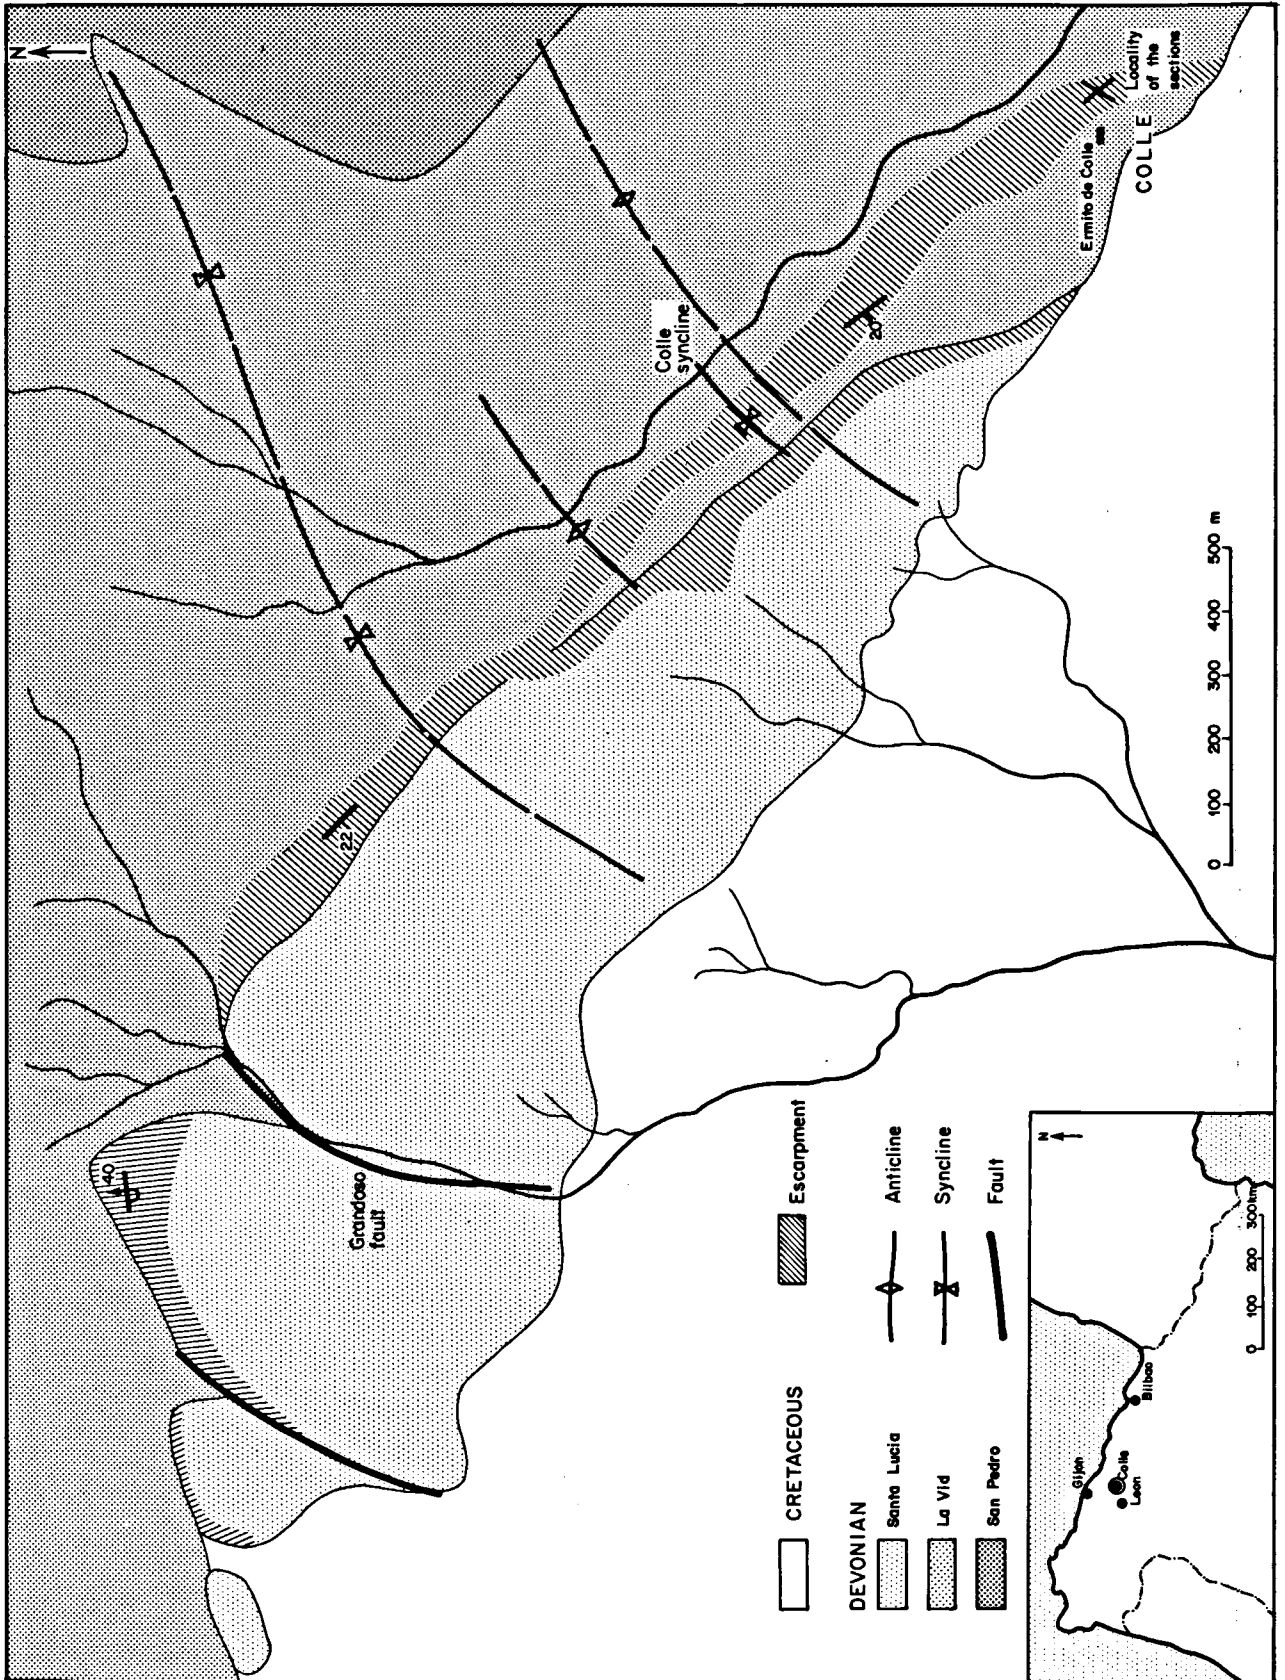 N
Locality
of the
sections
COLLE
Ermita de Colle
Colle
syncline
20
22
40
Grandoso
fault
0 100 200 300 400 500 m
CRETACEOUS
Escarpment
DEVONIAN
Santa Lucia
Anticline
La Vid
Syncline
San Pedro
Fault
N
Gijon
Colle
Leon
Bilbao
0 100 200 300km